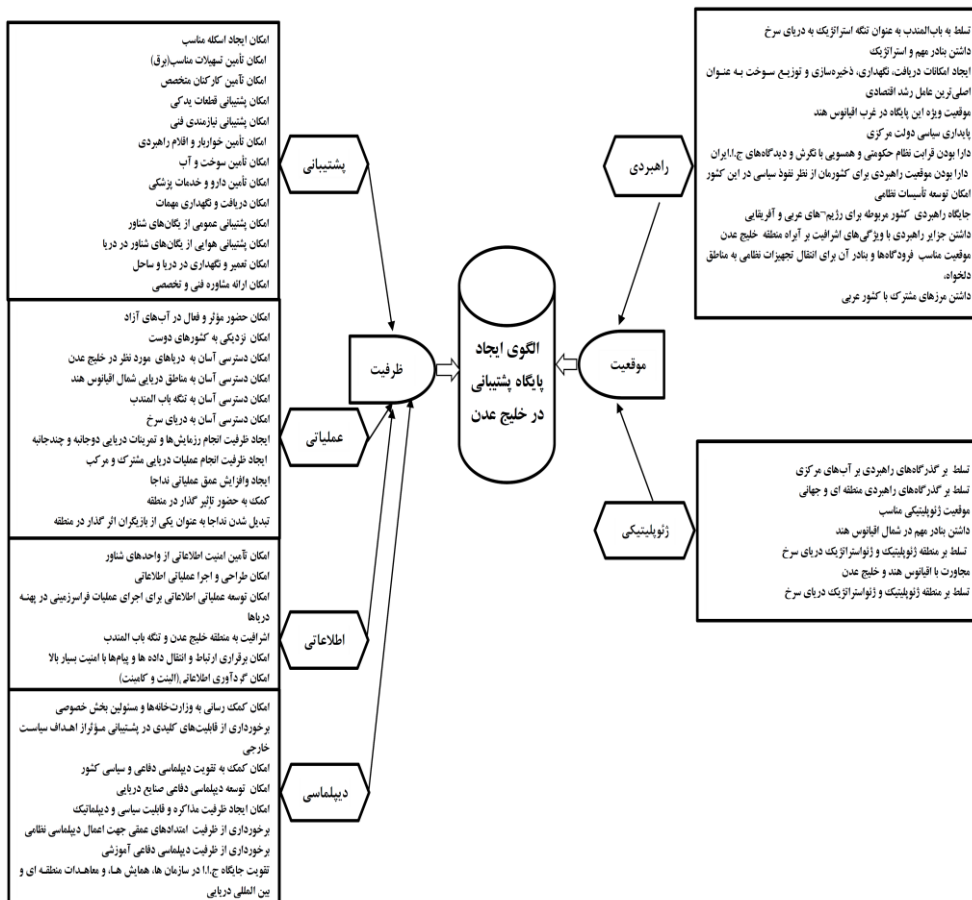 تسلط به باب‌المندب به عنوان تنگه استراتژیک به دریای سرخ
داشتن بنادر مهم و استراتژیک
ایجاد امکانات دریافت، نگهداری، ذخیره‌سازی و توزیع سوخت به عنوان
اصلی‌ترین عامل رشد اقتصادی
موقعیت ویژه این پایگاه در غرب اقیانوس هند
پایداری سیاسی دولت مرکزی
دارا بودن قرابت نظام حکومتی و همسویی با نگرش و دیدگاه‌های ج.ا.ایران
دارا بودن موقعیت راهبردی برای کشورمان از نظر نفوذ سیاسی در این کشور
امکان توسعه تأسیسات نظامی
جایگاه راهبردی کشور مربوطه برای رژیم¬های عربی و آفریقایی
داشتن جزایر راهبردی با ویژگی‌های اشرافیت بر آبراه منطقه خلیج عدن
موقعیت مناسب فرودگاه‌ها و بنادر آن برای انتقال تجهیزات نظامی به مناطق
دلخواه،
داشتن مرزهای مشترک با کشور عربی
راهبردی
موقعیت
ژئوپلیتیکی
تسلط بر گذرگاه‌های راهبردی بر آب‌های مرکزی
تسلط بر گذرگاه‌های راهبردی منطقه ای و جهانی
موقعیت ژئوپلیتیکی مناسب
داشتن بنادر مهم در شمال اقیانوس هند
تسلط بر منطقه ژئوپلیتیک و ژئواستراتژیک دریای سرخ
مجاورت با اقیانوس هند و خلیج عدن
تسلط بر منطقه ژئوپلیتیک و ژئواستراتژیک دریای سرخ
الگوی ایجاد
پایگاه پشتیبانی
در خلیج عدن
ظرفیت
پشتیبانی
امکان ایجاد اسکله مناسب
امکان تأمین تسهیلات مناسب(برق)
امکان تأمین کارکنان متخصص
امکان پشتیبانی قطعات یدکی
امکان پشتیبانی نیازمندی فنی
امکان تأمین خواربار و اقلام راهبردی
امکان تأمین سوخت و آب
امکان تأمین دارو و خدمات پزشکی
امکان دریافت و نگهداری مهمات
امکان پشتیبانی عمومی از یگان‌های شناور
امکان پشتیبانی هوایی از یگان‌های شناور در دریا
امکان تعمیر و نگهداری در دریا و ساحل
امکان ارائه مشاوره فنی و تخصصی
عملیاتی
امکان حضور مؤثر و فعال در آب‌های آزاد
امکان نزدیکی به کشورهای دوست
امکان دسترسی آسان به دریاهای مورد نظر در خلیج عدن
امکان دسترسی آسان به مناطق دریایی شمال اقیانوس هند
امکان دسترسی آسان به تنگه باب المندب
امکان دسترسی آسان به دریای سرخ
ایجاد ظرفیت انجام رزمایش‌ها و تمرینات دریایی دوجانبه و چندجانبه
ایجاد ظرفیت انجام عملیات دریایی مشترک و مرکب
ایجاد وافزایش عمق عملیاتی نداجا
کمک به حضور تاثیر گذار در منطقه
تبدیل شدن نداجا به عنوان یکی از بازیگران اثر گذار در منطقه
اطلاعاتی
امکان تأمین امنیت اطلاعاتی از واحدهای شناور
امکان طراحی و اجرا عملیاتی اطلاعاتی
امکان توسعه عملیاتی اطلاعاتی برای اجرای عملیات فراسرزمینی در پهنه
دریاها
اشرافیت به منطقه خلیج عدن و تنگه باب المندب
امکان برقراری ارتباط و انتقال داده ها و پیام‌ها با امنیت بسیار بالا
امکان گردآوری اطلاعاتی(الینت و کامینت)
دیپلماسی
امکان کمک رسانی به وزارت‌خانه‌ها و مسئولین بخش خصوصی
برخورداری از قابلیت‌های کلیدی در پشتیبانی مؤثراز اهداف سیاست
خارجی
امکان کمک به تقویت دیپلماسی دفاعی و سیاسی کشور
امکان توسعه دیپلماسی دفاعی صنایع دریایی
امکان ایجاد ظرفیت مذاکره و قابلیت سیاسی و دیپلماتیک
برخورداری از ظرفیت امتدادهای عمقی جهت اعمال دیپلماسی نظامی
برخورداری از ظرفیت دیپلماسی دفاعی آموزشی
تقویت جایگاه ج.ا.ا در سازمان ها، همایش ها، و معاهدات منطقه ای و
بین المللی دریایی